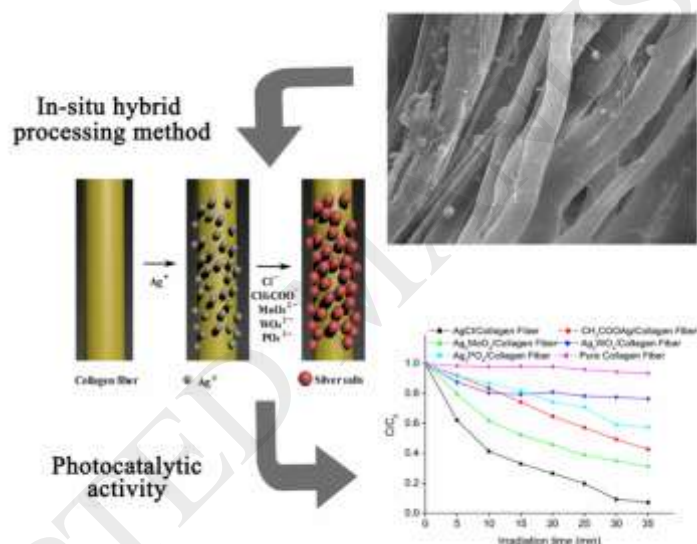 In-situ hybrid
processing method
Ag⁺
Cl⁻
CH₃COO⁻
MoO₄²⁻
WO₄²⁻
PO₄³⁻
Collagen fiber
Ag⁺
Silver salts
Photocatalytic
activity
AgCl/Collagen Fiber
CH₃COOAg/Collagen Fiber
Ag₂MoO₄/Collagen Fiber
Ag₂WO₄/Collagen Fiber
Ag₃PO₄/Collagen Fiber
Pure Collagen Fiber
C/C₀
1.0
0.8
0.6
0.4
0.2
0.0
0 5 10 15 20 25 30 35
Irradiation time (min)